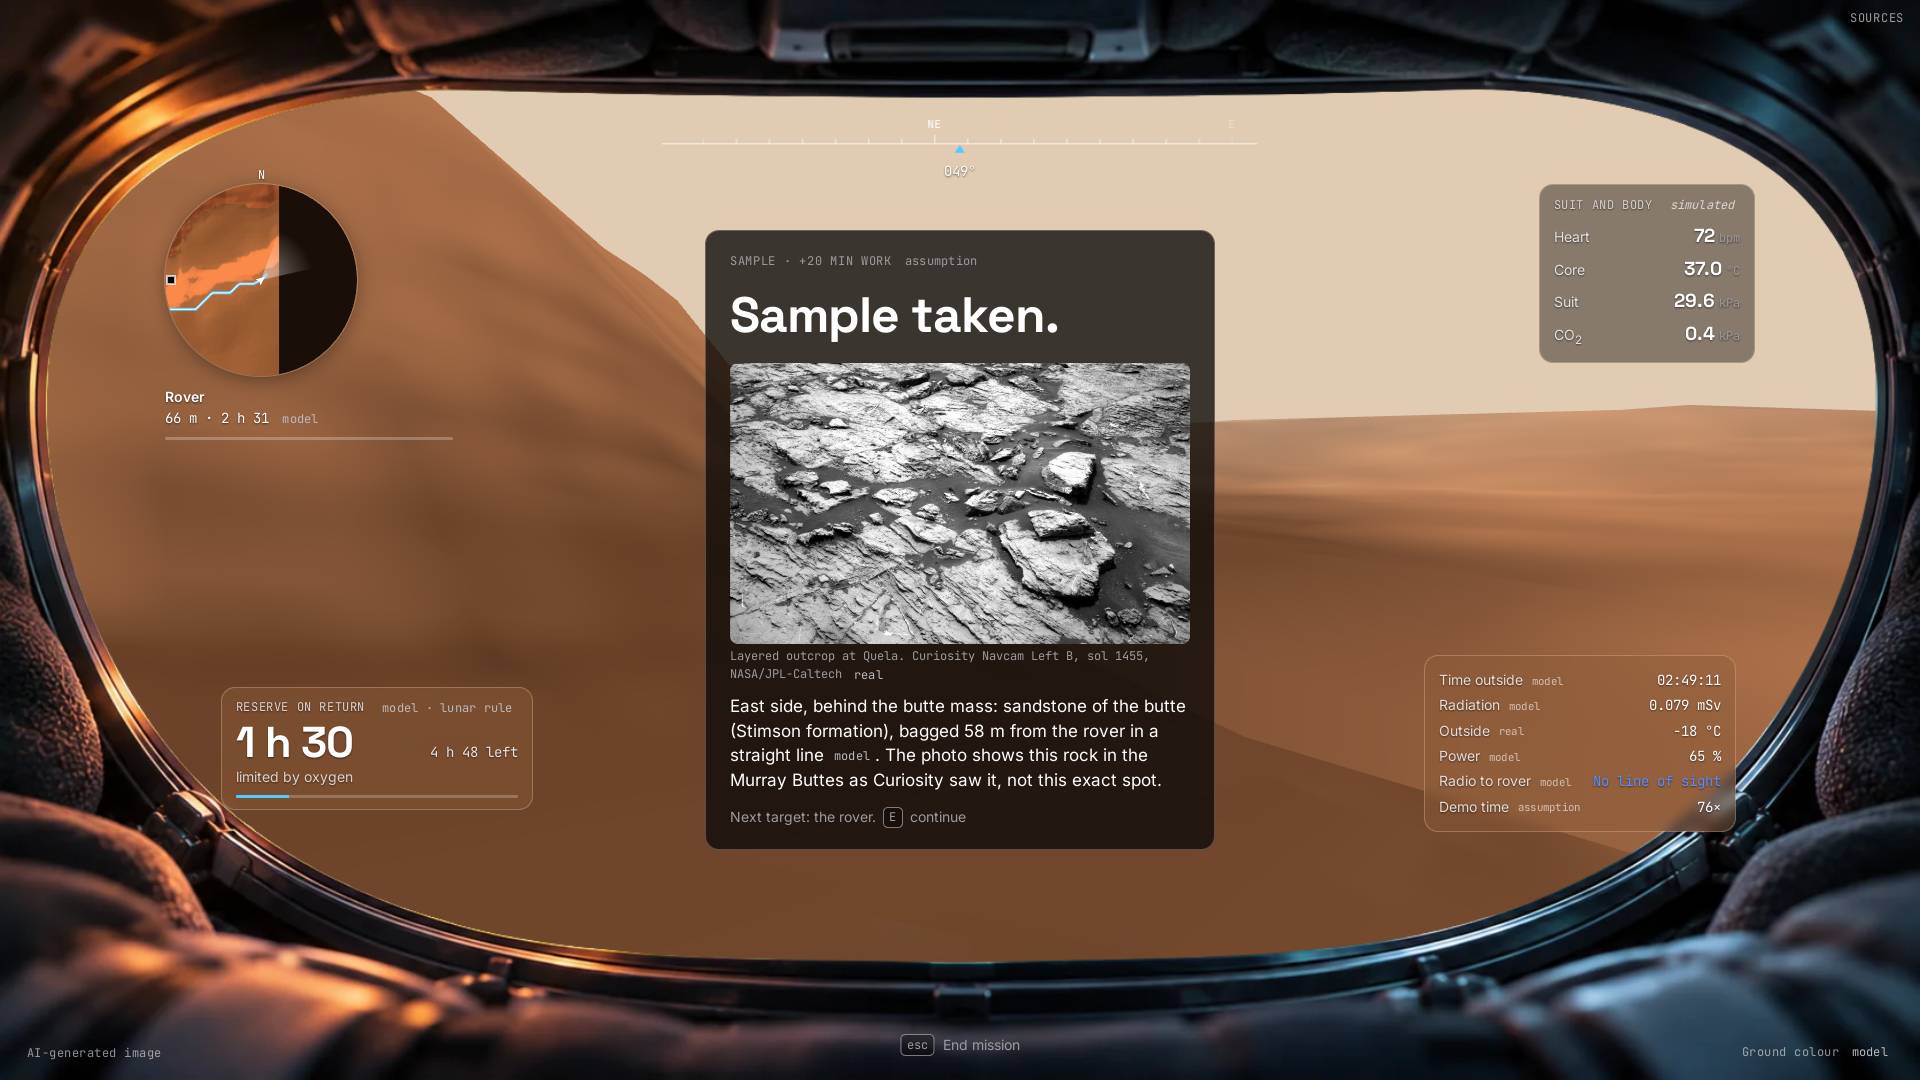 SOURCES
NE
E
049°
N
Rover
66 m · 2 h 31 model
SUIT AND BODY simulated
Heart 72 bpm
Core 37.0 °C
Suit 29.6 kPa
CO2 0.4 kPa
SAMPLE · +20 MIN WORK assumption
Sample taken.
Layered outcrop at Quela. Curiosity Navcam Left B, sol 1455,
NASA/JPL-Caltech real
East side, behind the butte mass: sandstone of the butte
(Stimson formation), bagged 58 m from the rover in a
straight line model. The photo shows this rock in the
Murray Buttes as Curiosity saw it, not this exact spot.
Next target: the rover. E continue
RESERVE ON RETURN model · lunar rule
1 h 30 4 h 48 left
limited by oxygen
Time outside model 02:49:11
Radiation model 0.079 mSv
Outside real -18 °C
Power model 65 %
Radio to rover model No line of sight
Demo time assumption 76×
esc End mission
AI-generated image
Ground colour model